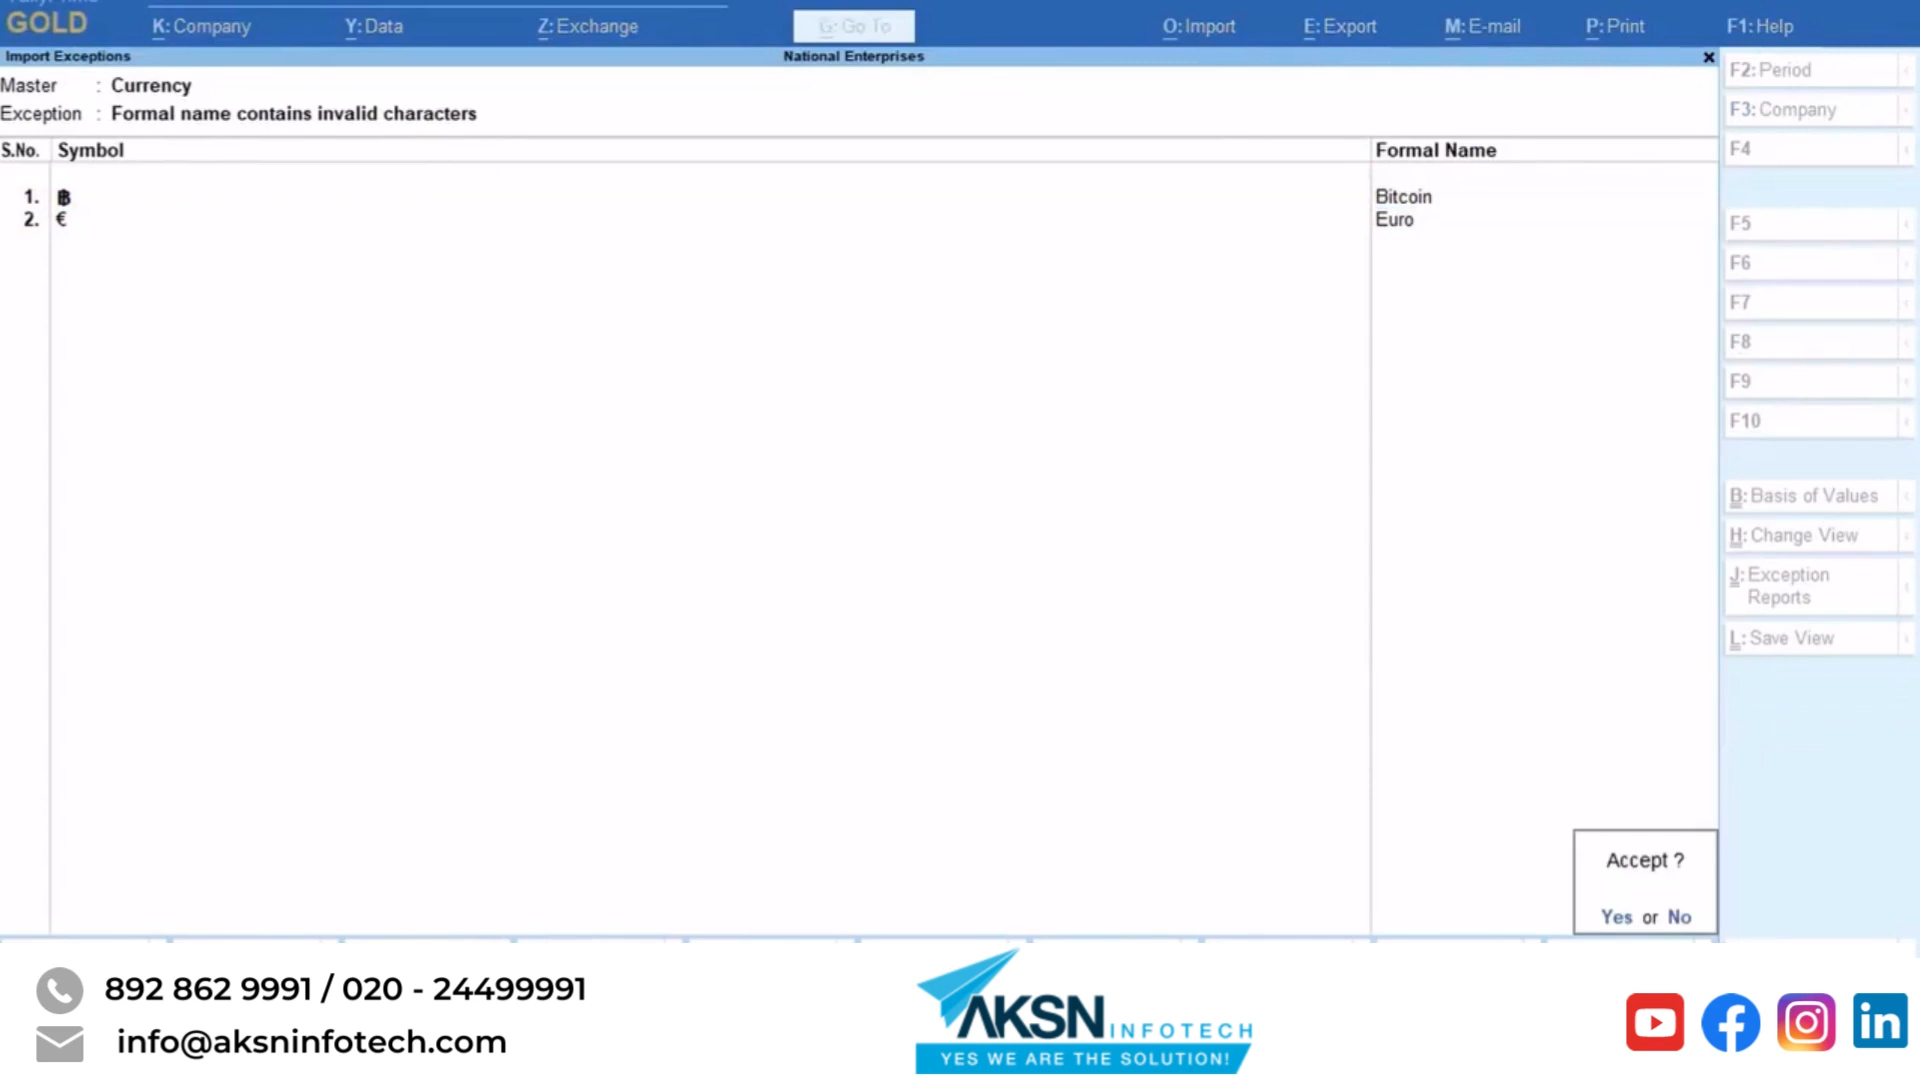 GOLD
K: Company
Y: Data
Z: Exchange
G: Go To
O: Import
E: Export
M: E-mail
P: Print
F1: Help
Import Exceptions
National Enterprises
x
Master : Currency
Exception : Formal name contains invalid characters
S.No. Symbol Formal Name
1. ฿ Bitcoin
2. € Euro
F2: Period
F3: Company
F4
F5
F6
F7
F8
F9
F10
B: Basis of Values
H: Change View
J: Exception
Reports
L: Save View
Accept ?
Yes or No
892 862 9991 / 020 - 24499991
info@aksninfotech.com
AKSN INFOTECH
YES WE ARE THE SOLUTION!
in